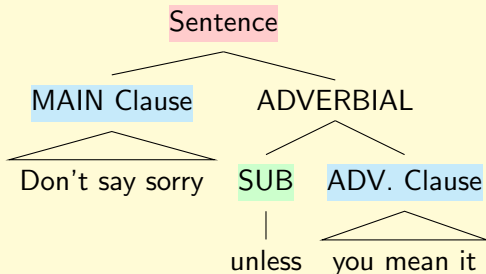 Sentence
MAIN Clause ADVERBIAL
Don't say sorry SUB ADV. Clause
unless you mean it